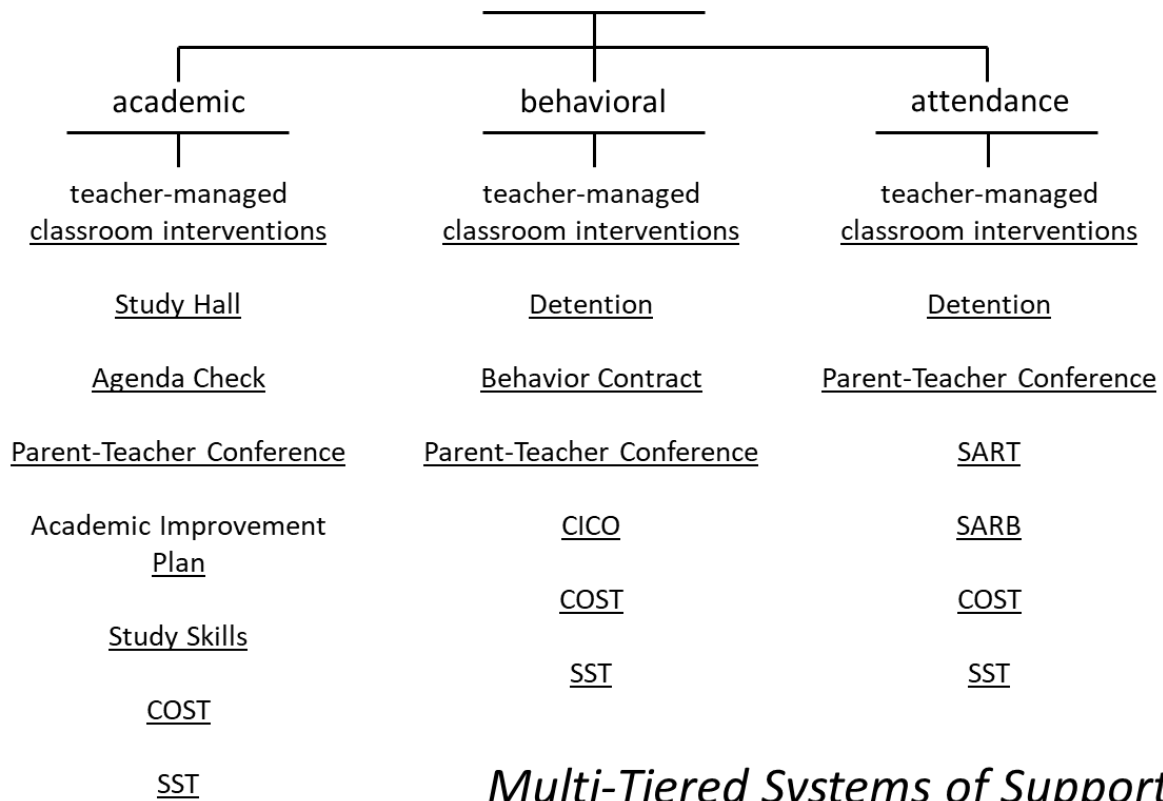 academic
teacher-managed
classroom interventions
Study Hall
Agenda Check
Parent-Teacher Conference
Academic Improvement
Plan
Study Skills
COST
SST
behavioral
teacher-managed
classroom interventions
Detention
Behavior Contract
Parent-Teacher Conference
CICO
COST
SST
attendance
teacher-managed
classroom interventions
Detention
Parent-Teacher Conference
SART
SARB
COST
SST
Multi-Tiered Systems of Support